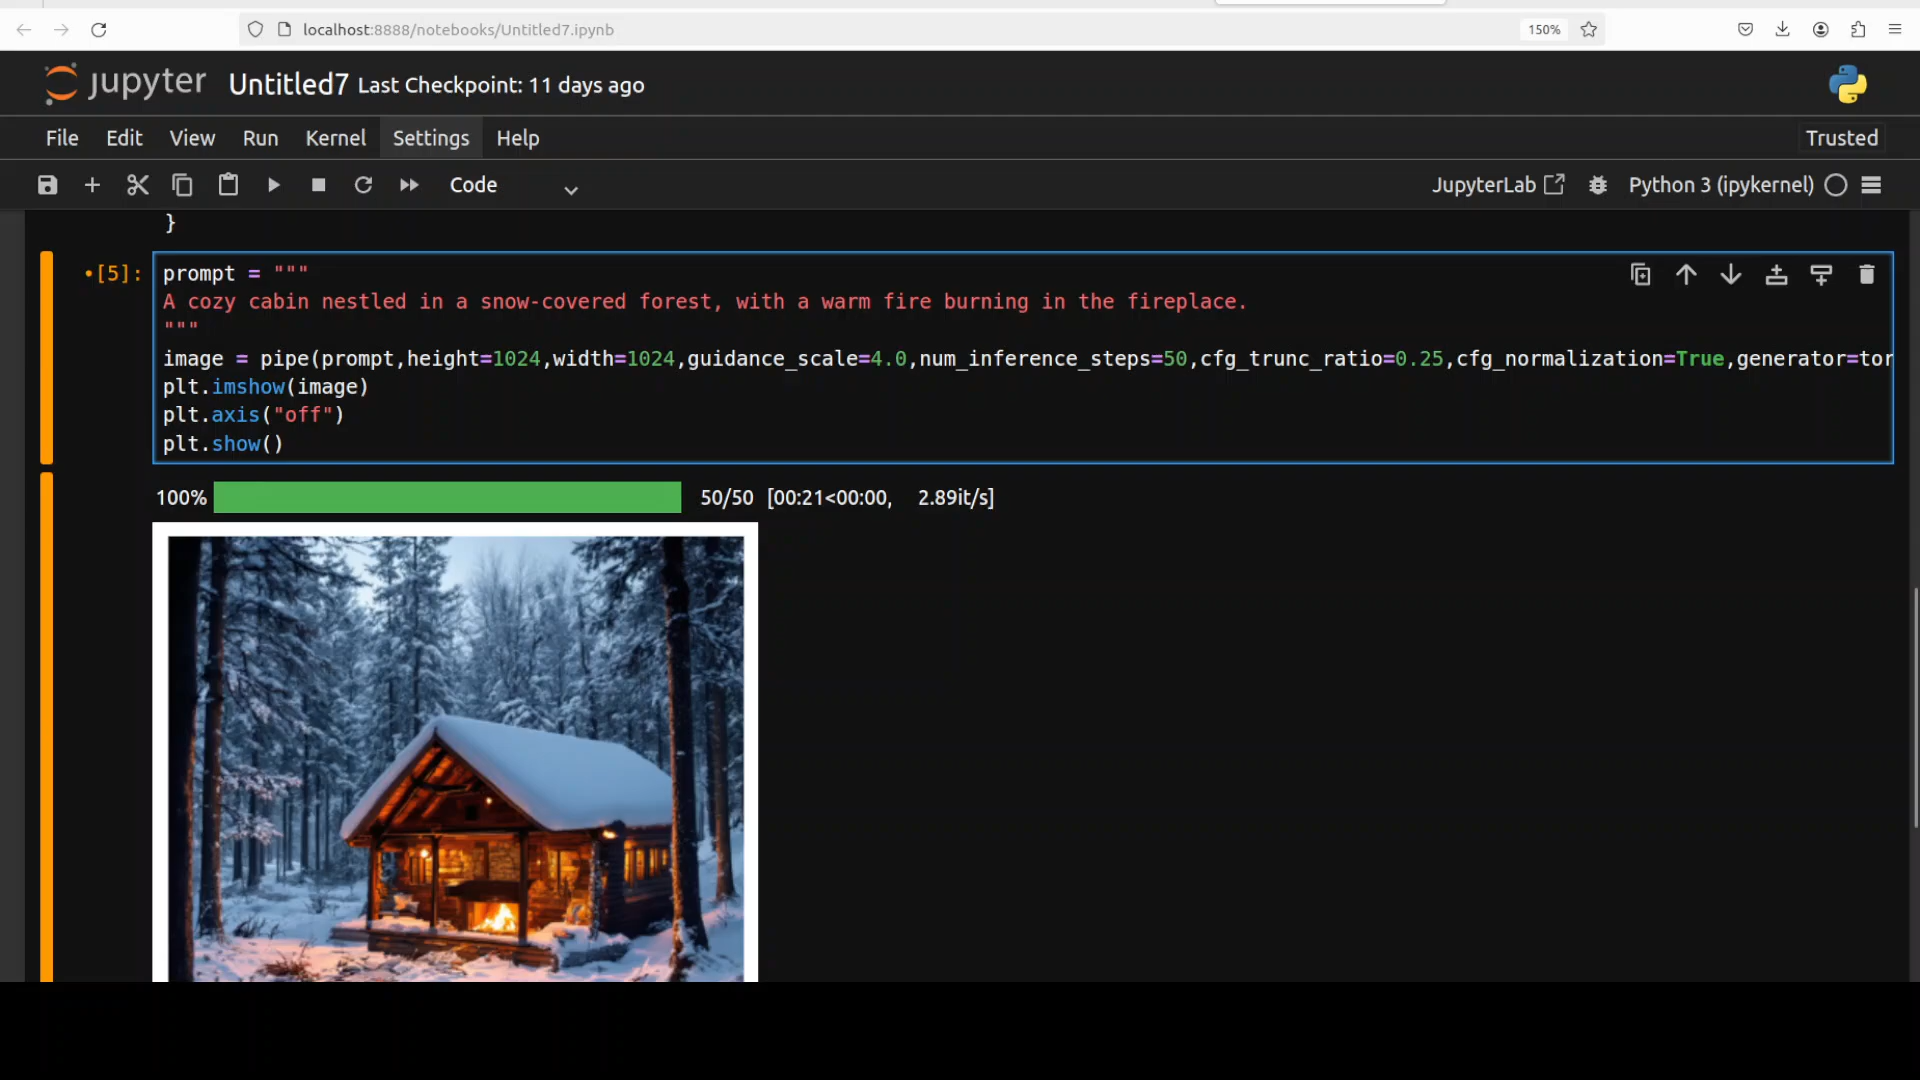 localhost:8888/notebooks/Untitled7.ipynb
150%
jupyter Untitled7 Last Checkpoint: 11 days ago
File Edit View Run Kernel Settings Help Trusted
Code JupyterLab Python 3 (ipykernel)
}
•[5]:
prompt = """
A cozy cabin nestled in a snow-covered forest, with a warm fire burning in the fireplace.
"""
image = pipe(prompt,height=1024,width=1024,guidance_scale=4.0,num_inference_steps=50,cfg_trunc_ratio=0.25,cfg_normalization=True,generator=tor
plt.imshow(image)
plt.axis("off")
plt.show()
100% 50/50 [00:21<00:00, 2.89it/s]